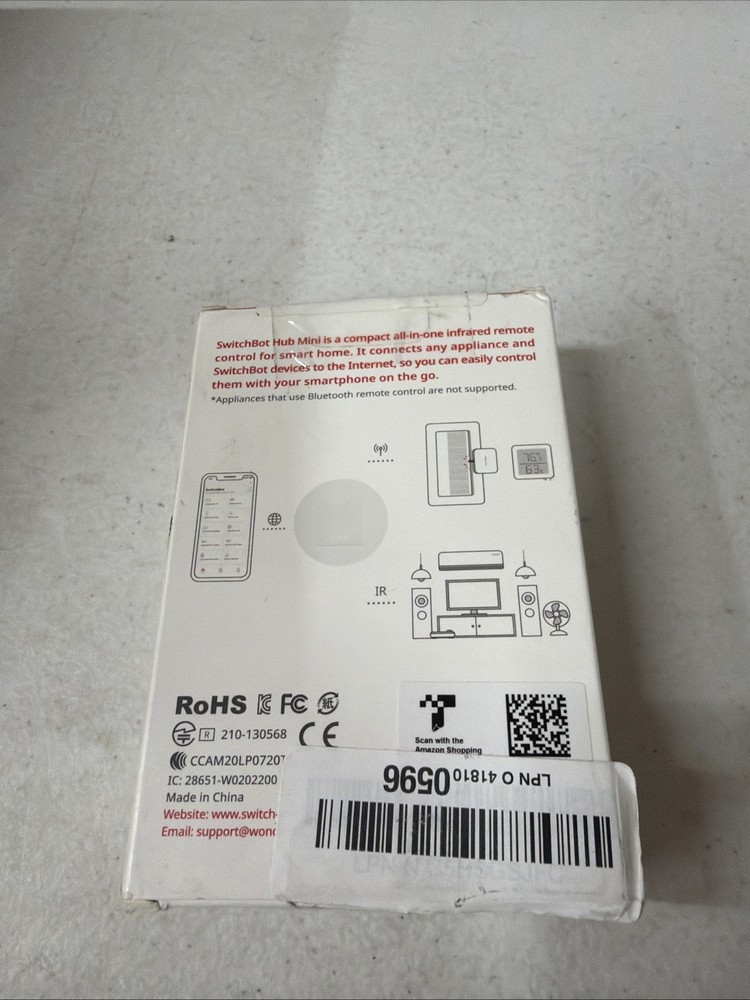 SwitchBot Hub Mini is a compact all-in-one infrared remote
control for smart home. It connects any appliance and
SwitchBot devices to the Internet, so you can easily control
them with your smartphone on the go.
*Appliances that use Bluetooth remote control are not supported.
IR
RoHS FC 紙
R 210-130568 CE
CCAM20LP0720T
IC: 28651-W0202200
Made in China
Website: www.switch-
Email: support@wonc
Scan with the
Amazon Shopping
LPN O 41810 0596